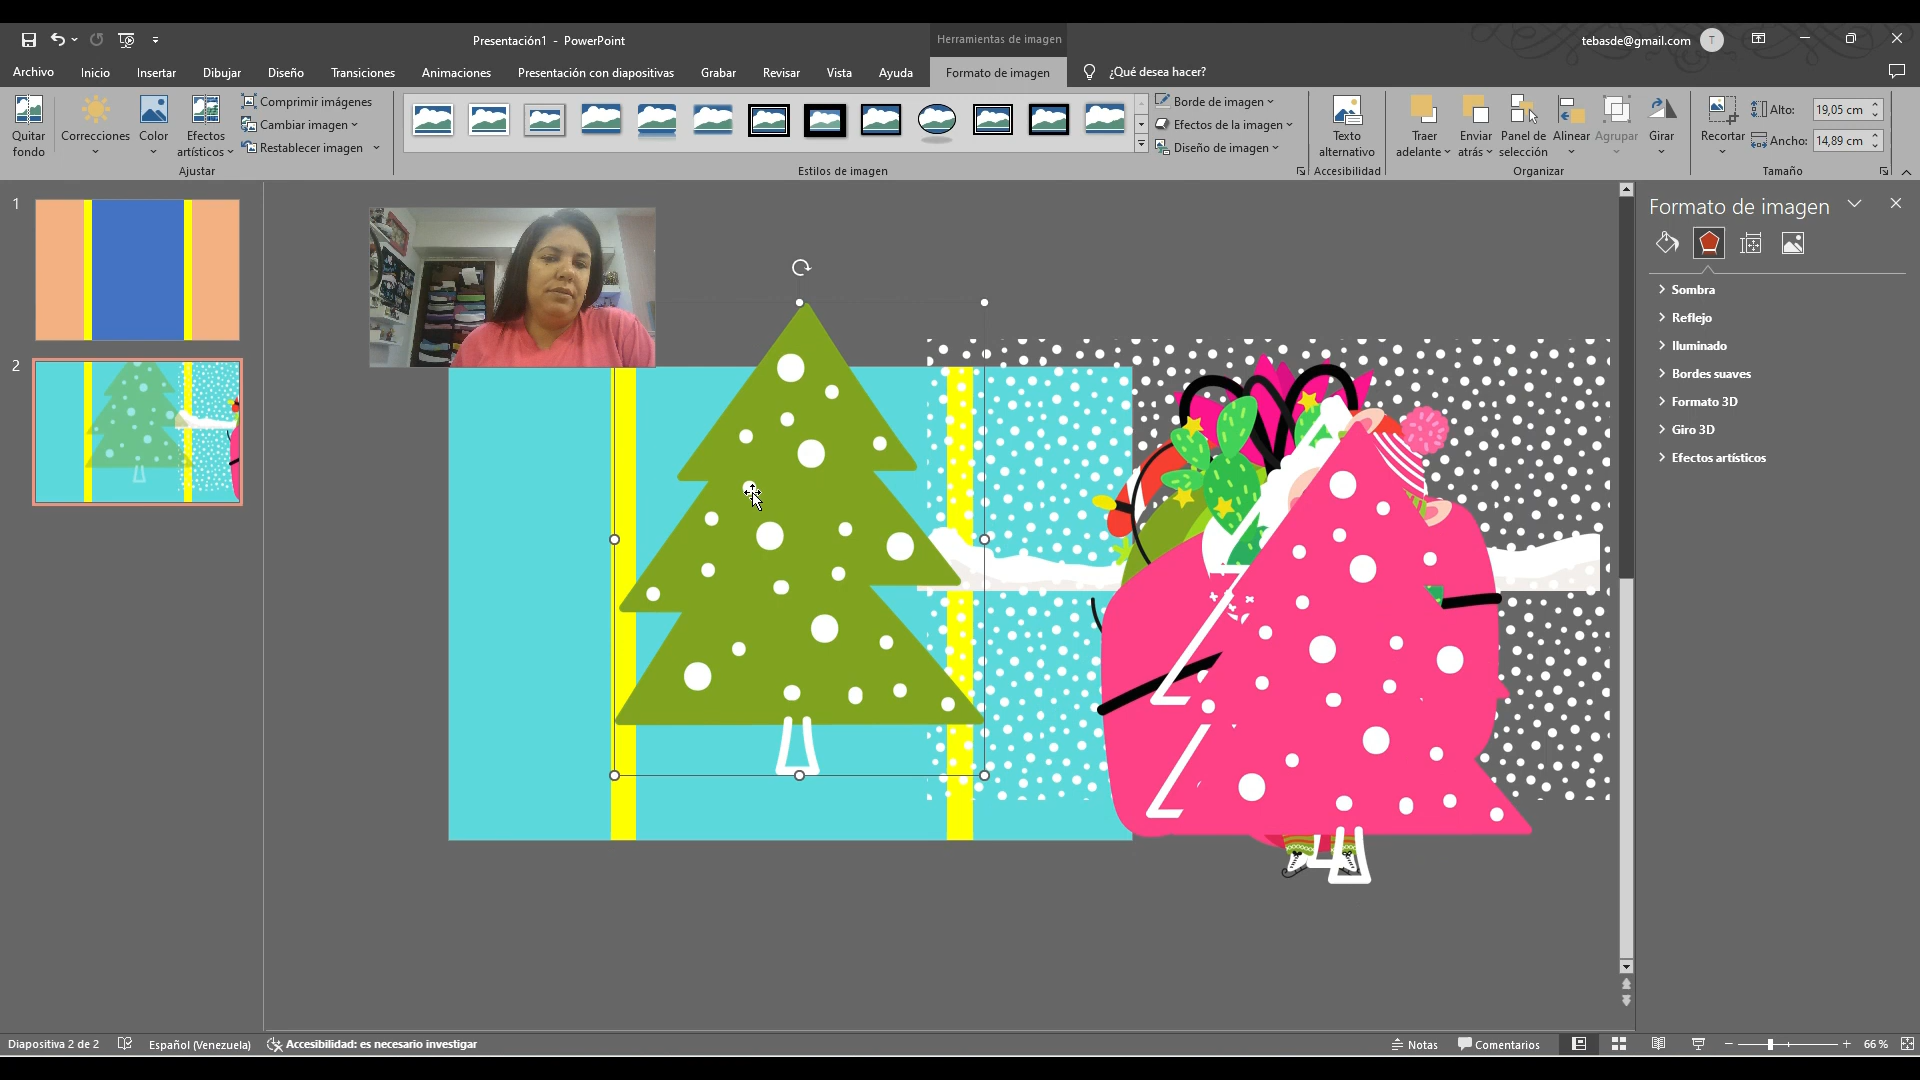 Presentación1 - PowerPoint
Herramientas de imagen
tebasde@gmail.com
T
Archivo
Inicio
Insertar
Dibujar
Diseño
Transiciones
Animaciones
Presentación con diapositivas
Grabar
Revisar
Vista
Ayuda
Formato de imagen
¿Qué desea hacer?
Quitar fondo
Correcciones
Color
Efectos artísticos
Comprimir imágenes
Cambiar imagen
Restablecer imagen
Ajustar
Estilos de imagen
Borde de imagen
Efectos de la imagen
Diseño de imagen
Texto alternativo
Accesibilidad
Traer adelante
Enviar atrás
Panel de selección
Alinear
Agrupar
Girar
Organizar
Recortar
Alto: 19,05 cm
Ancho: 14,89 cm
Tamaño
1
2
Formato de imagen
Sombra
Reflejo
Iluminado
Bordes suaves
Formato 3D
Giro 3D
Efectos artísticos
Diapositiva 2 de 2
Español (Venezuela)
Accesibilidad: es necesario investigar
Notas
Comentarios
66 %